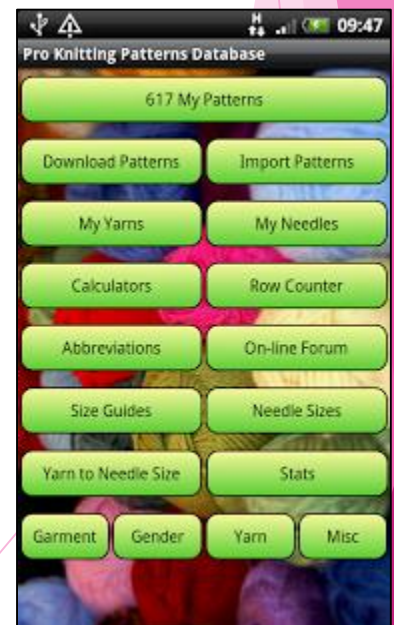 H 09:47
Pro Knitting Patterns Database
617 My Patterns
Download Patterns Import Patterns
My Yarns My Needles
Calculators Row Counter
Abbreviations On-line Forum
Size Guides Needle Sizes
Yarn to Needle Size Stats
Garment Gender Yarn Misc